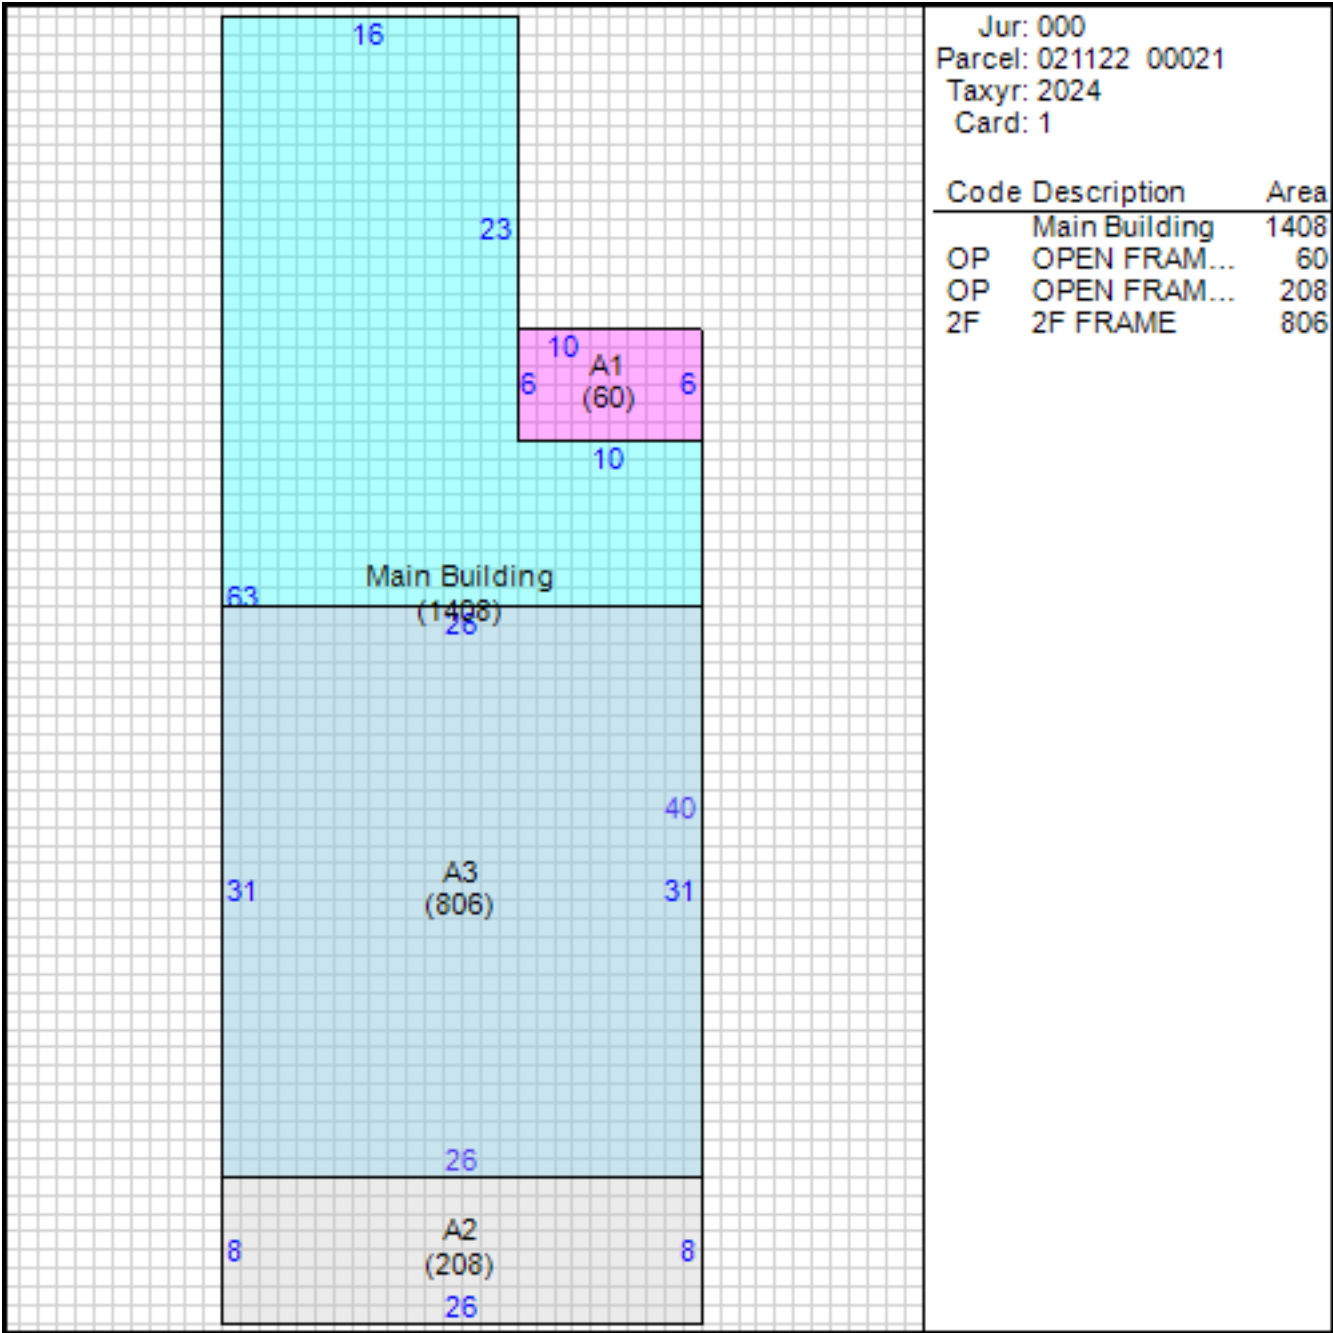 16
23
10
A1
6
6
(60)
10
Main Building
63
(1408)
26
40
A3
31
31
(806)
26
A2
8
8
(208)
26
Jur: 000
Parcel: 021122 00021
Taxyr: 2024
Card: 1
Code Description Area
Main Building 1408
OP OPEN FRAM... 60
OP OPEN FRAM... 208
2F 2F FRAME 806